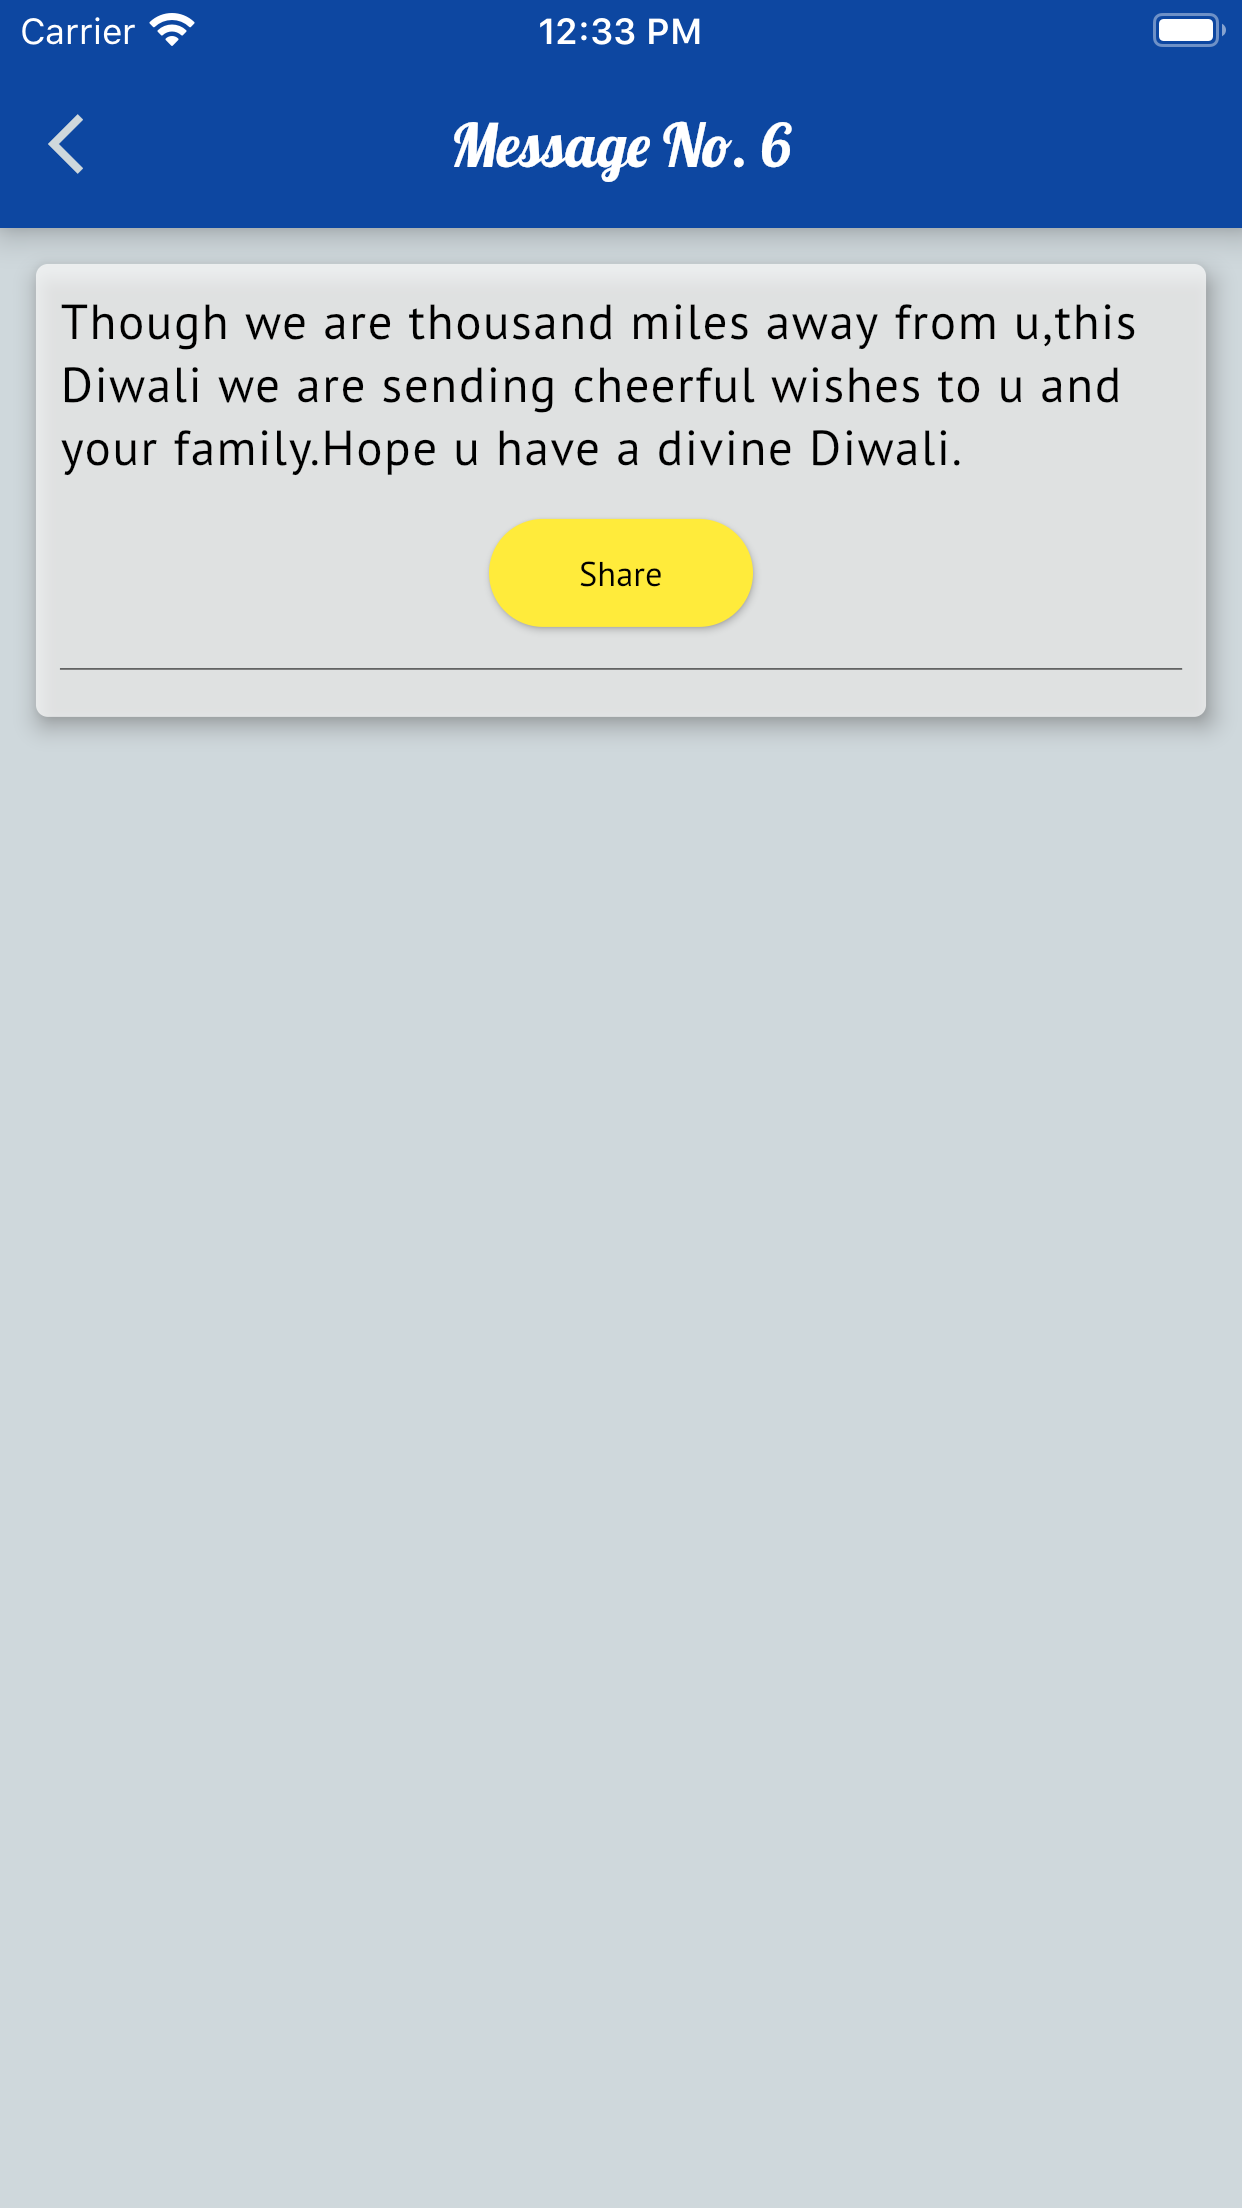 Carrier 12:33 PM
Message No. 6
Though we are thousand miles away from u,this
Diwali we are sending cheerful wishes to u and
your family.Hope u have a divine Diwali.
Share